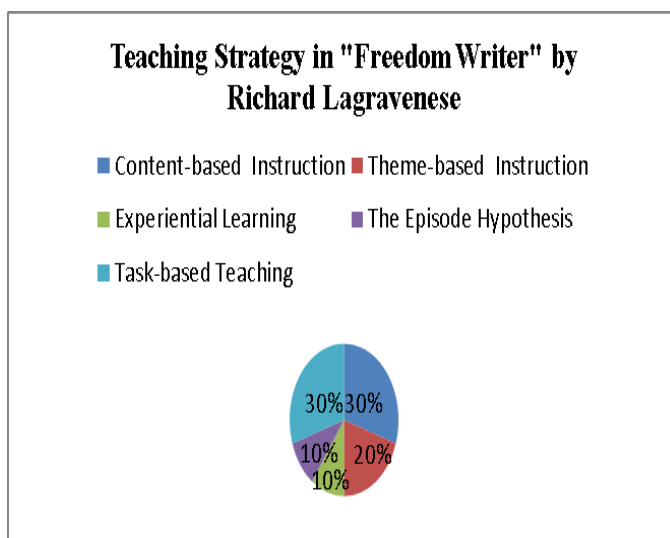 Teaching Strategy in "Freedom Writer" by
Richard Lagravenese
Content-based Instruction Theme-based Instruction
Experiential Learning The Episode Hypothesis
Task-based Teaching
30% 30%
10% 20%
10%